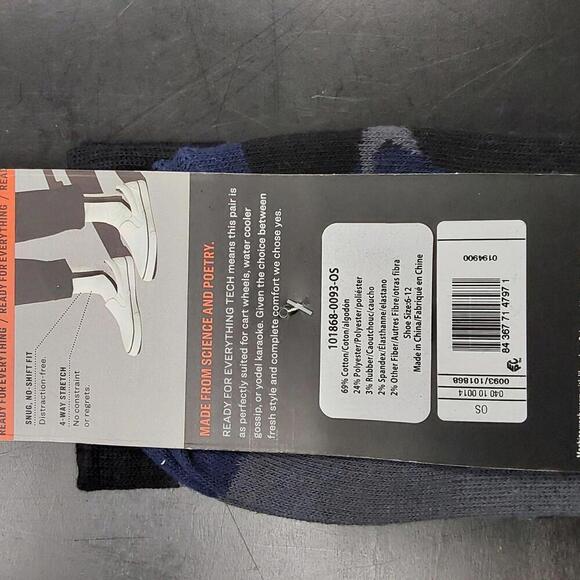 READY FOR EVERYTHING / READY FOR EVERYTHING / REA
SNUG, NO-SHIFT FIT
Distraction-free.
4-WAY STRETCH
No constraint
or regrets.
MADE FROM SCIENCE AND POETRY.
READY FOR EVERYTHING TECH means this pair is
as perfectly suited for cart wheels, water cooler
gossip, or yodel karaoke. Given the choice between
fresh style and complete comfort we chose yes.
101868-0093-OS
69% Cotton/Coton/algodón
24% Polyester/Polyester/poliéster
3% Rubber/Caoutchouc/caucho
2% Spandex/Elasthanne/elastano
2% Other Fiber/Autres Fibre/otras fibra
Shoe Size:6-12
Made in China/Fabriqué en Chine
0194900
84 367 71 4797 1
0093/101868
040 10 0014
OS